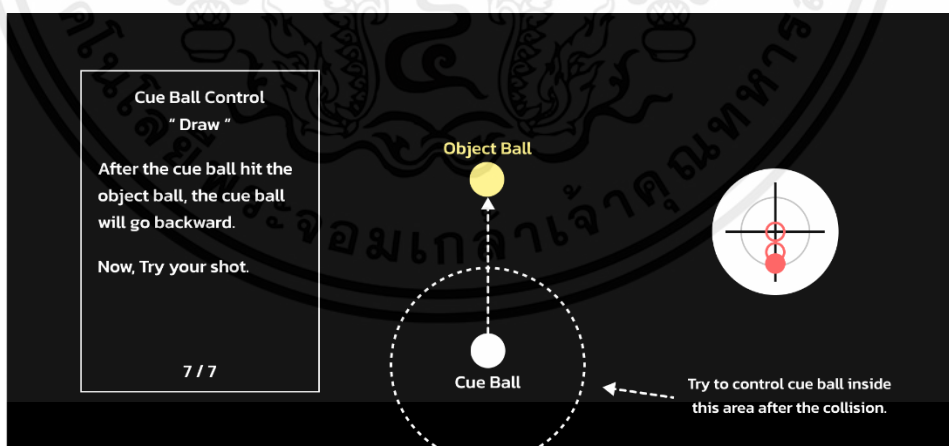 Cue Ball Control
“ Draw ”
After the cue ball hit the
object ball, the cue ball
will go backward.
Now, Try your shot.
7 / 7
Object Ball
Cue Ball
Try to control cue ball inside
this area after the collision.